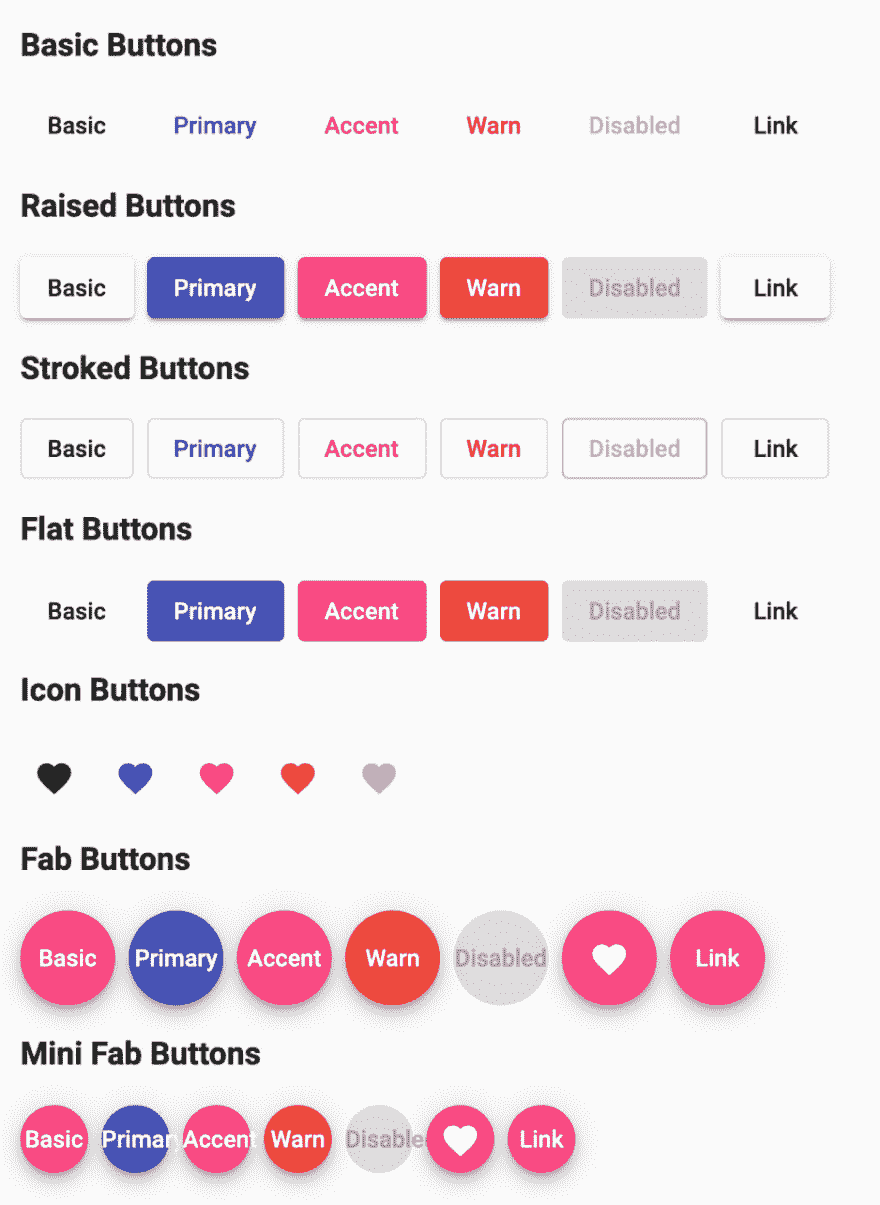 Basic Buttons
Basic Primary Accent Warn Disabled Link
Raised Buttons
Basic Primary Accent Warn Disabled Link
Stroked Buttons
Basic Primary Accent Warn Disabled Link
Flat Buttons
Basic Primary Accent Warn Disabled Link
Icon Buttons
Fab Buttons
Basic Primary Accent Warn Disabled Link
Mini Fab Buttons
Basic Primar Accent Warn Disable Link